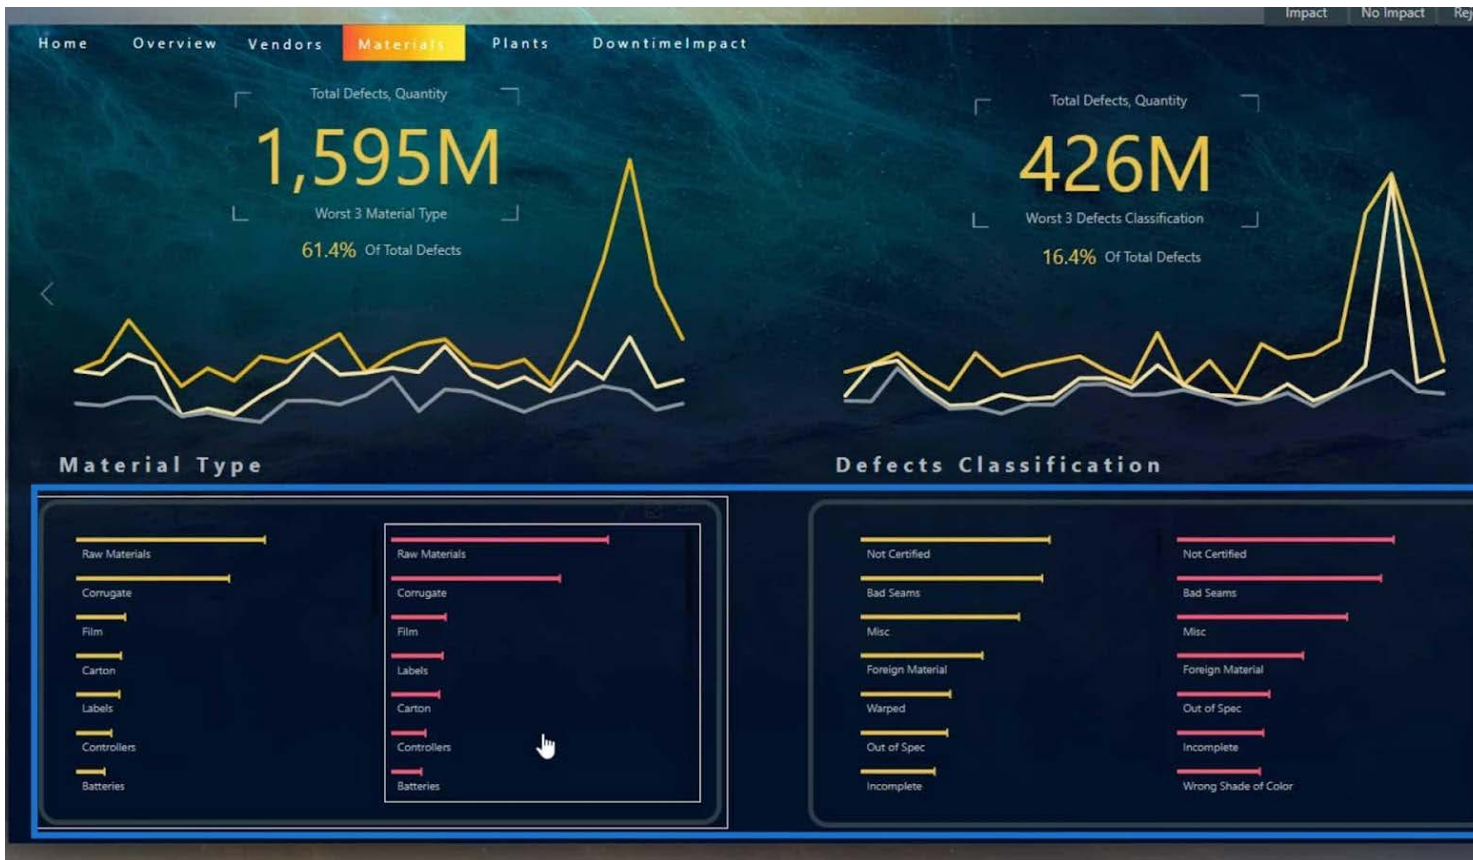 Impact No Impact
Home Overview Vendors Materials Plants DowntimeImpact
Total Defects, Quantity
1,595M
Worst 3 Material Type
61.4% Of Total Defects
Total Defects, Quantity
426M
Worst 3 Defects Classification
16.4% Of Total Defects
Material Type
Raw Materials
Corrugate
Film
Carton
Labels
Controllers
Batteries
Raw Materials
Corrugate
Film
Labels
Carton
Controllers
Batteries
Defects Classification
Not Certified
Bad Seams
Misc
Foreign Material
Warped
Out of Spec
Incomplete
Not Certified
Bad Seams
Misc
Foreign Material
Out of Spec
Incomplete
Wrong Shade of Color